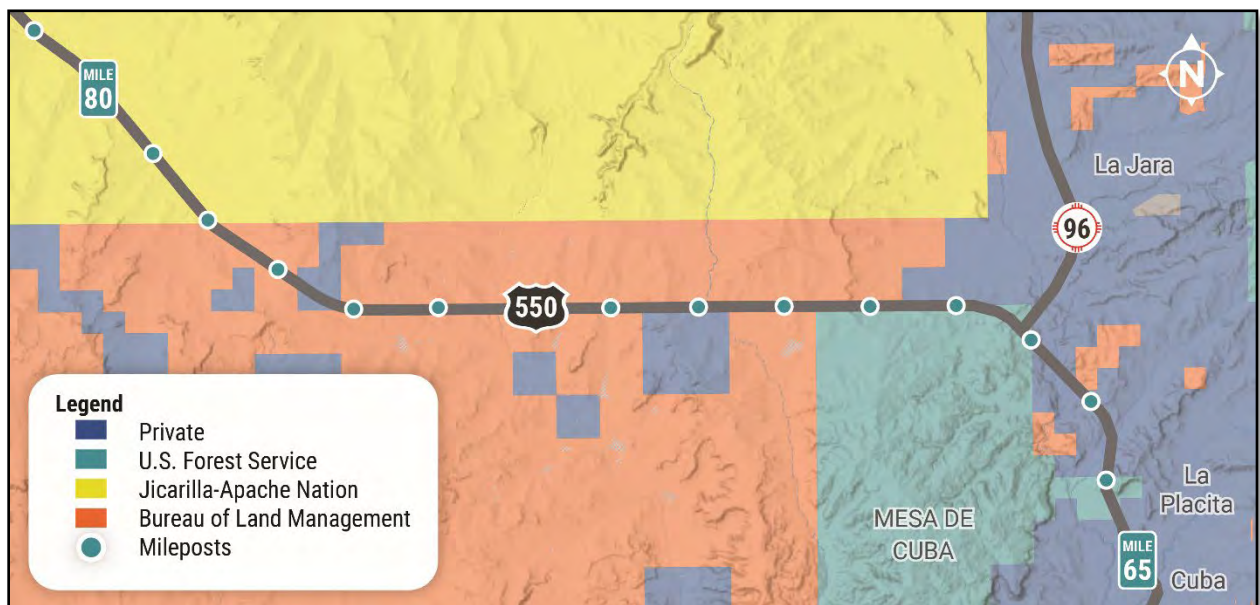 MILE
80
N
La Jara
96
550
Legend
Private
U.S. Forest Service
Jicarilla-Apache Nation
Bureau of Land Management
Mileposts
MESA DE
CUBA
La
Placita
MILE
65
Cuba